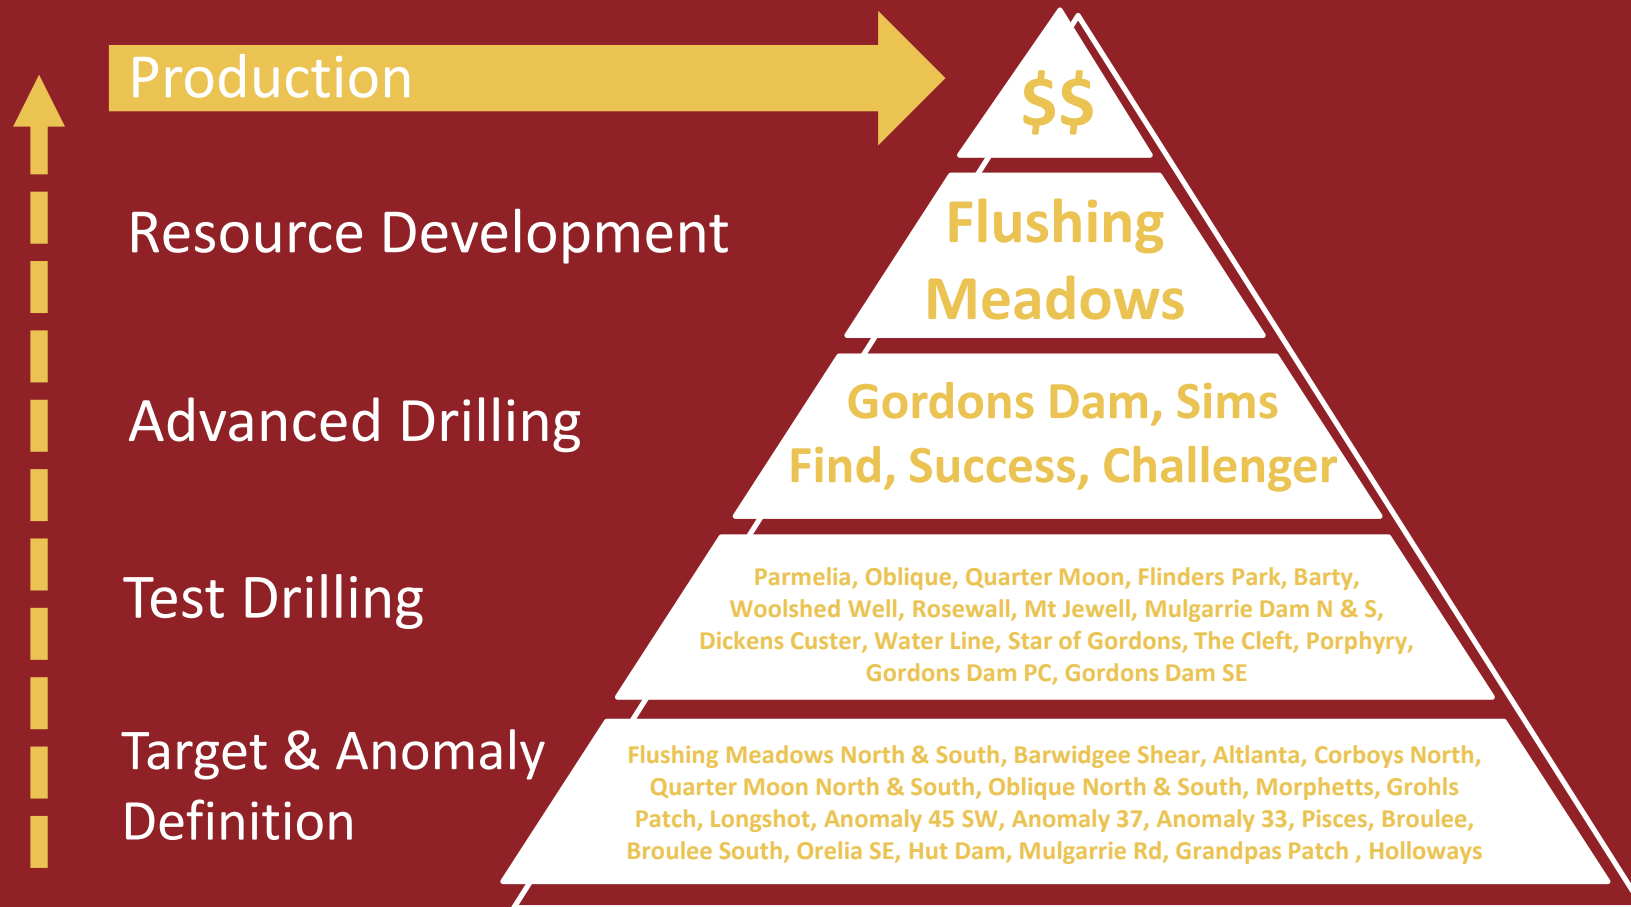 Production
$$
Resource Development
Flushing
Meadows
Advanced Drilling
Gordons Dam, Sims
Find, Success, Challenger
Test Drilling
Parmelia, Oblique, Quarter Moon, Flinders Park, Barty,
Woolshed Well, Rosewall, Mt Jewell, Mulgarrie Dam N & S,
Dickens Custer, Water Line, Star of Gordons, The Cleft, Porphyry,
Gordons Dam PC, Gordons Dam SE
Target & Anomaly
Definition
Flushing Meadows North & South, Barwidgee Shear, Altlanta, Corboys North,
Quarter Moon North & South, Oblique North & South, Morphetts, Grohls
Patch, Longshot, Anomaly 45 SW, Anomaly 37, Anomaly 33, Pisces, Broulee,
Broulee South, Orelia SE, Hut Dam, Mulgarrie Rd, Grandpas Patch , Holloways